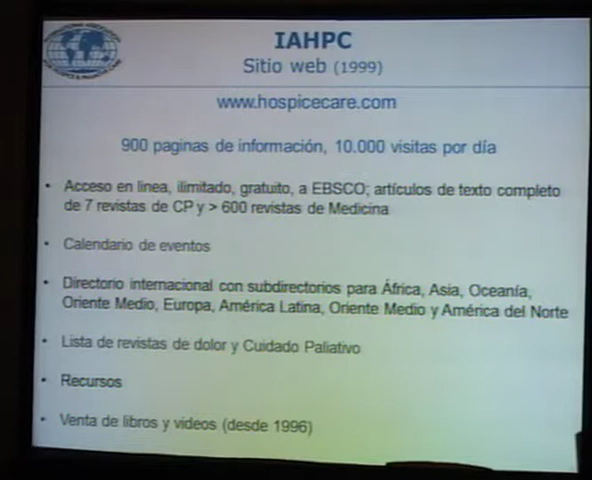 IAHPC
Sitio web (1999)
www.hospicecare.com
900 paginas de información, 10.000 visitas por día
• Acceso en linea, ilimitado, gratuito, a EBSCO; artículos de texto completo
de 7 revistas de CP y > 600 revistas de Medicina
• Calendario de eventos
• Directorio internacional con subdirectorios para África, Asia, Oceanía,
Oriente Medio, Europa, América Latina, Oriente Medio y América del Norte
• Lista de revistas de dolor y Cuidado Paliativo
• Recursos
• Venta de libros y videos (desde 1996)